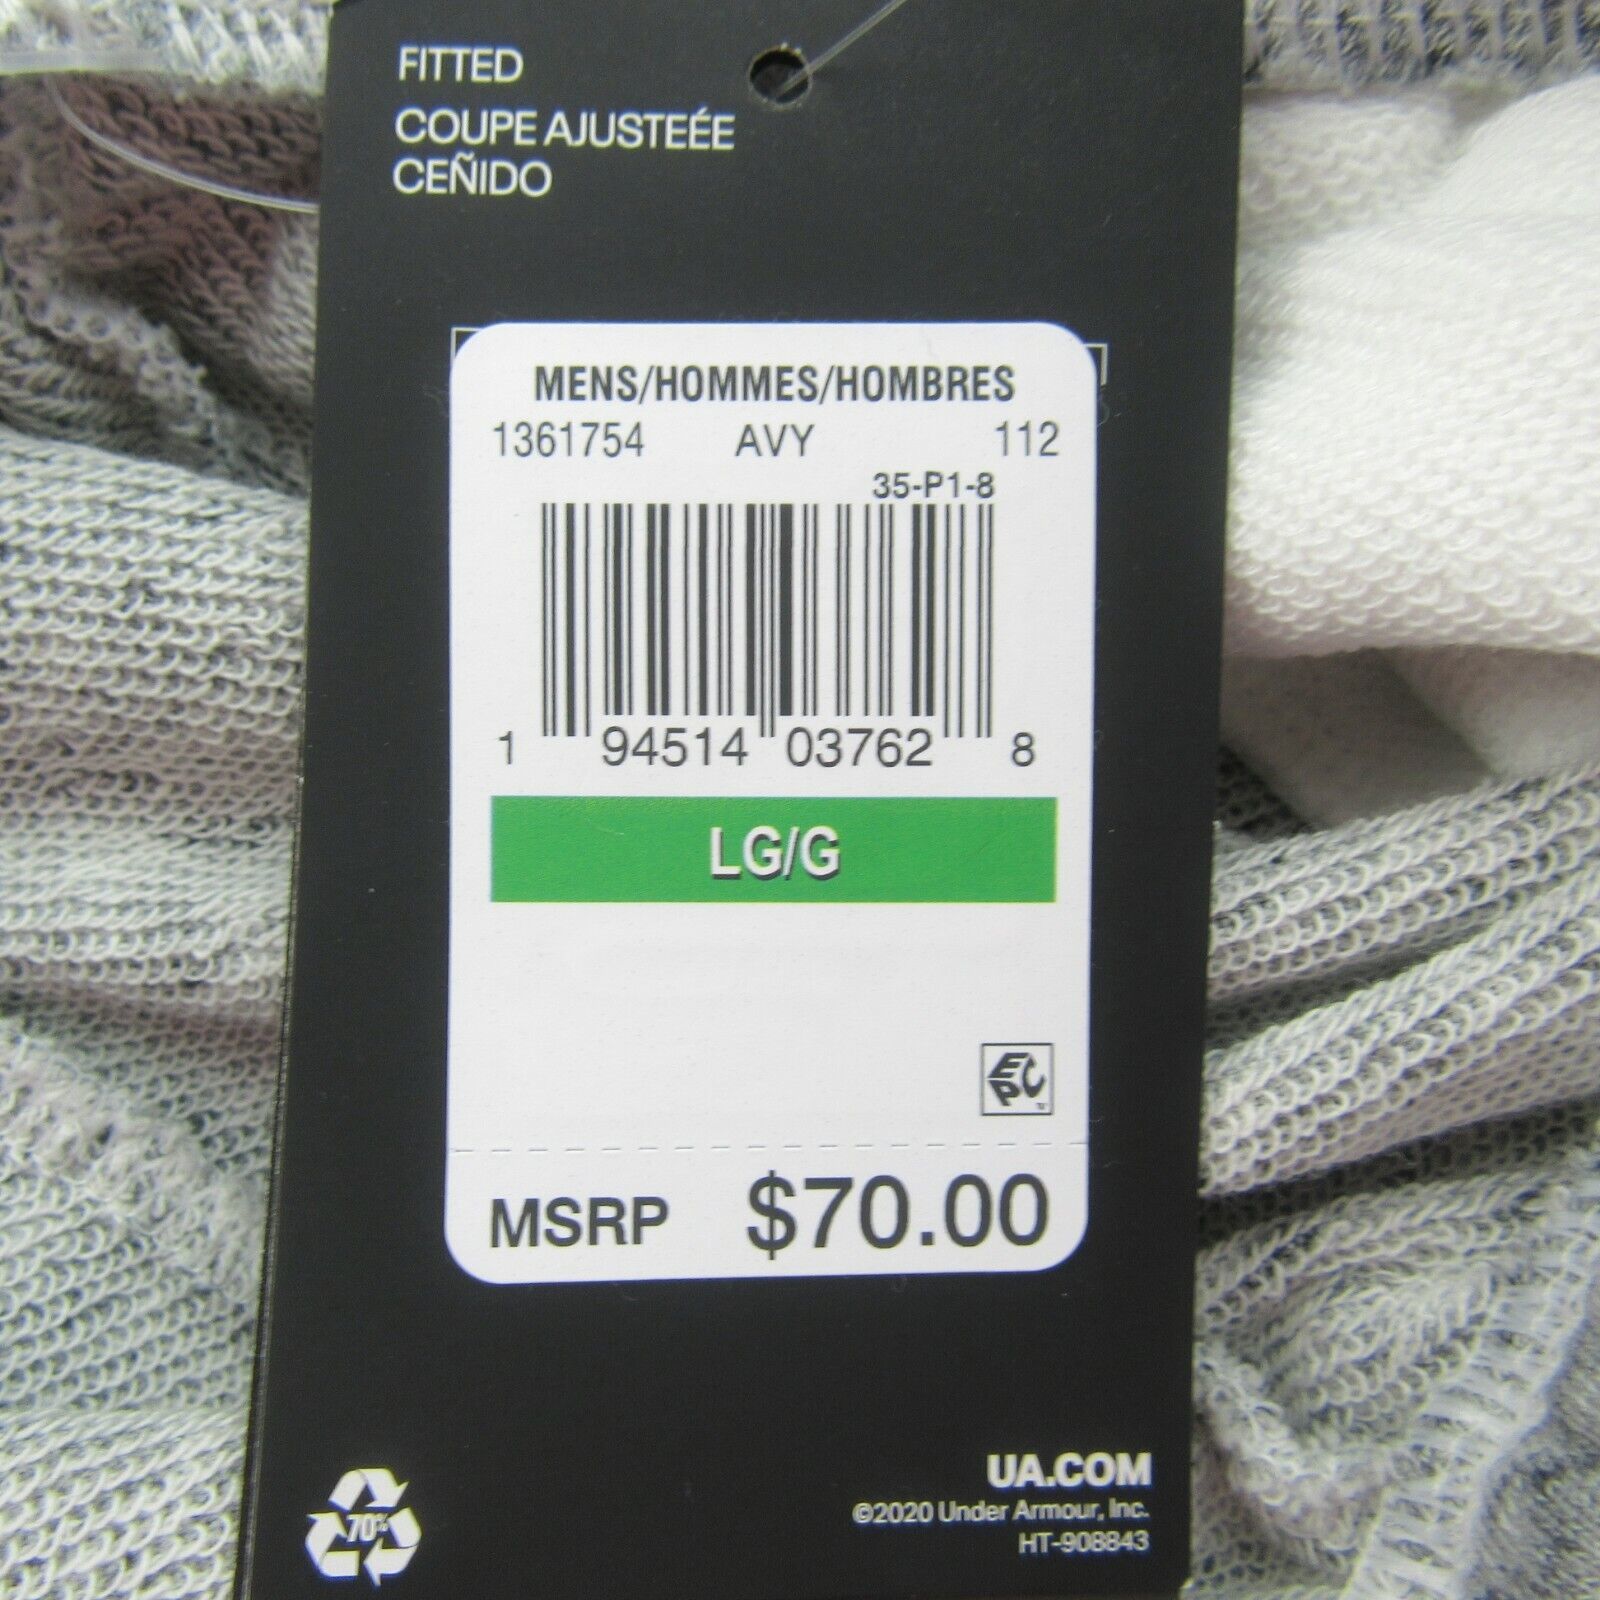 FITTED
COUPE AJUSTEÉE
CEÑIDO
MENS/HOMMES/HOMBRES
1361754 AVY 112
35-P1-8
1 94514 03762 8
LG/G
EPC
MSRP $70.00
70%
UA.COM
©2020 Under Armour, Inc.
HT-908843